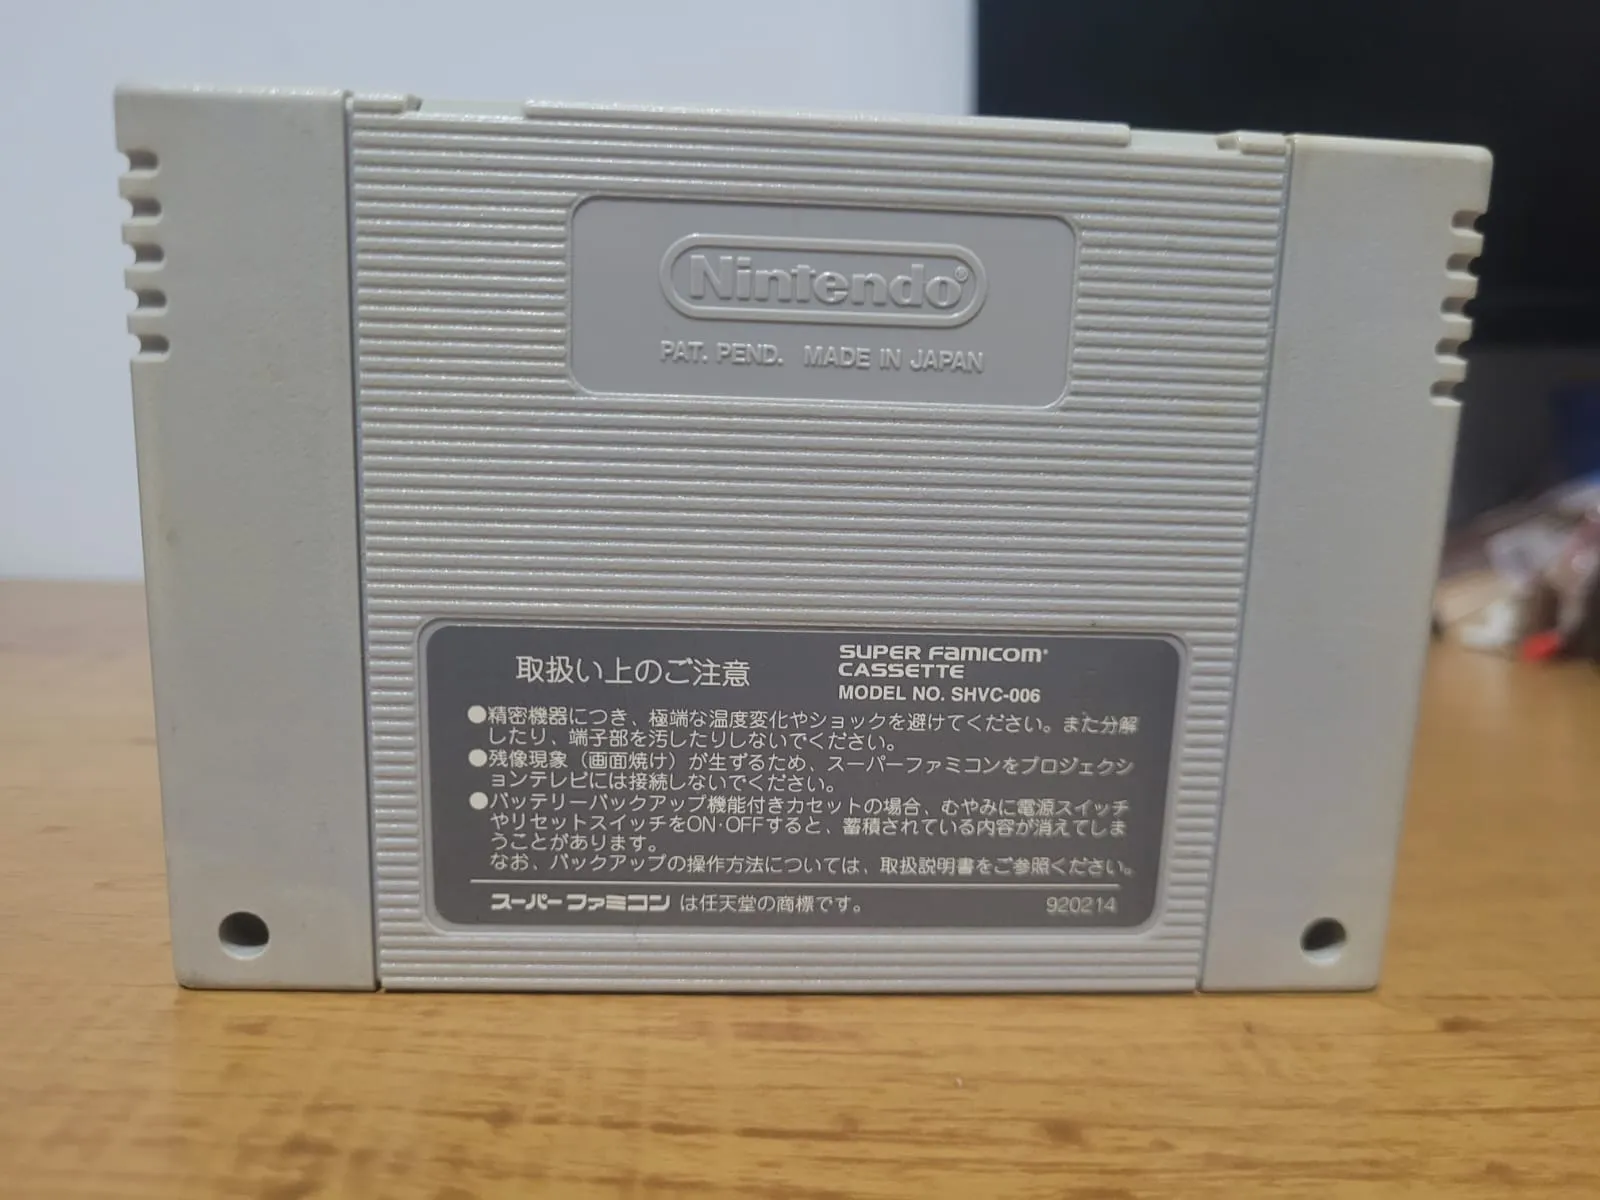 Nintendo®
PAT. PEND. MADE IN JAPAN
取扱い上のご注意
SUPER FAMICOM®
CASSETTE
MODEL NO. SHVC-006
●精密機器につき、極端な温度変化やショックを避けてください。また分解
したり、端子部を汚したりしないでください。
●残像現象（画面焼け）が生ずるため、スーパーファミコンをプロジェクシ
ョンテレビには接続しないでください。
●バッテリーバックアップ機能付きカセットの場合、むやみに電源スイッチ
やリセットスイッチをON·OFFすると、蓄積されている内容が消えてしま
うことがあります。
なお、バックアップの操作方法については、取扱説明書をご参照ください。
スーパーファミコン は任天堂の商標です。
920214